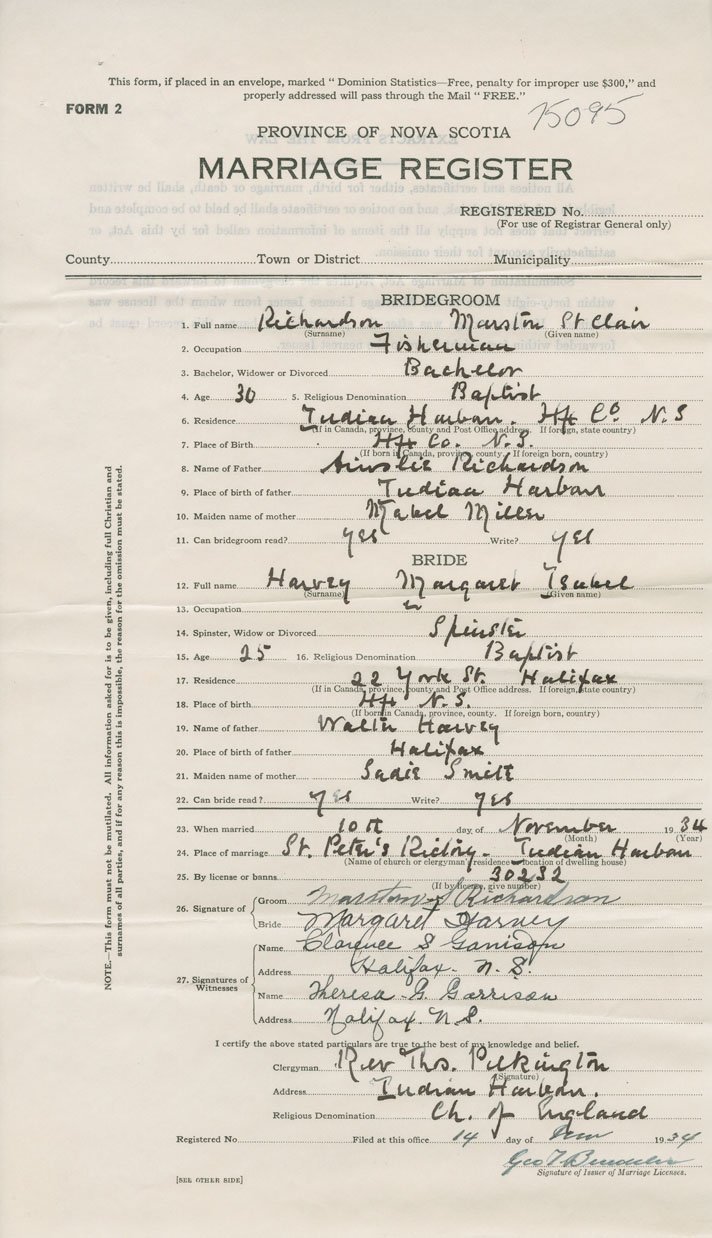 This form, if placed in an envelope, marked “ Dominion Statistics—Free, penalty for improper use $300,” and
properly addressed will pass through the Mail “ FREE.”
FORM 2
75095
PROVINCE OF NOVA SCOTIA
MARRIAGE REGISTER
REGISTERED No.
(For use of Registrar General only)
County Town or District Municipality
BRIDEGROOM
1. Full name Richardson Marston St Clair
(Surname) (Given name)
2. Occupation Fisherman
3. Bachelor, Widower or Divorced Bachelor
4. Age 30 5. Religious Denomination Baptist
6. Residence Indian Harbour. Hfx Co N.S
(If in Canada, province, county and Post Office address. If foreign, state country)
7. Place of Birth Hfx Co. N.S.
(If born in Canada, province, county. If foreign born, country)
8. Name of Father Ainslie Richardson
9. Place of birth of father Indian Harbour
10. Maiden name of mother Mabel Miller
11. Can bridegroom read? yes Write? yes
BRIDE
12. Full name Harvey Margaret Isabel
(Surname) (Given name)
13. Occupation
14. Spinster, Widow or Divorced Spinster
15. Age 25 16. Religious Denomination Baptist
17. Residence 22 York St. Halifax
(If in Canada, province, county and Post Office address. If foreign, state country)
18. Place of birth Hfx N.S.
(If born in Canada, province, county. If foreign born, country)
19. Name of father Walter Harvey
20. Place of birth of father Halifax
21. Maiden name of mother Sadie Smith
22. Can bride read? yes Write? yes
23. When married 10th day of November 1934
(Month) (Year)
24. Place of marriage St. Peter's Rectory - Indian Harbour
(Name of church or clergyman's residence or location of dwelling house)
25. By license or banns 30232
(If by license, give number)
26. Signature of Groom Marston S Richardson
Bride Margaret Harvey
27. Signatures of Witnesses
Name Clarence S Garrison
Address Halifax. N.S.
Name Theresa G. Garrison
Address Halifax. N.S.
I certify the above stated particulars are true to the best of my knowledge and belief.
Clergyman Rev Thos. Pilkington
(Signature)
Address Indian Harbour.
Religious Denomination Ch. of England
Registered No. Filed at this office 14 day of Nov 1934
Geo T
Signature of Issuer of Marriage Licenses.
[SEE OTHER SIDE]
NOTE.—This form must not be mutilated. All information asked for is to be given, including full Christian and
surnames of all parties, and if for any reason this is impossible, the reason for the omission must be stated.